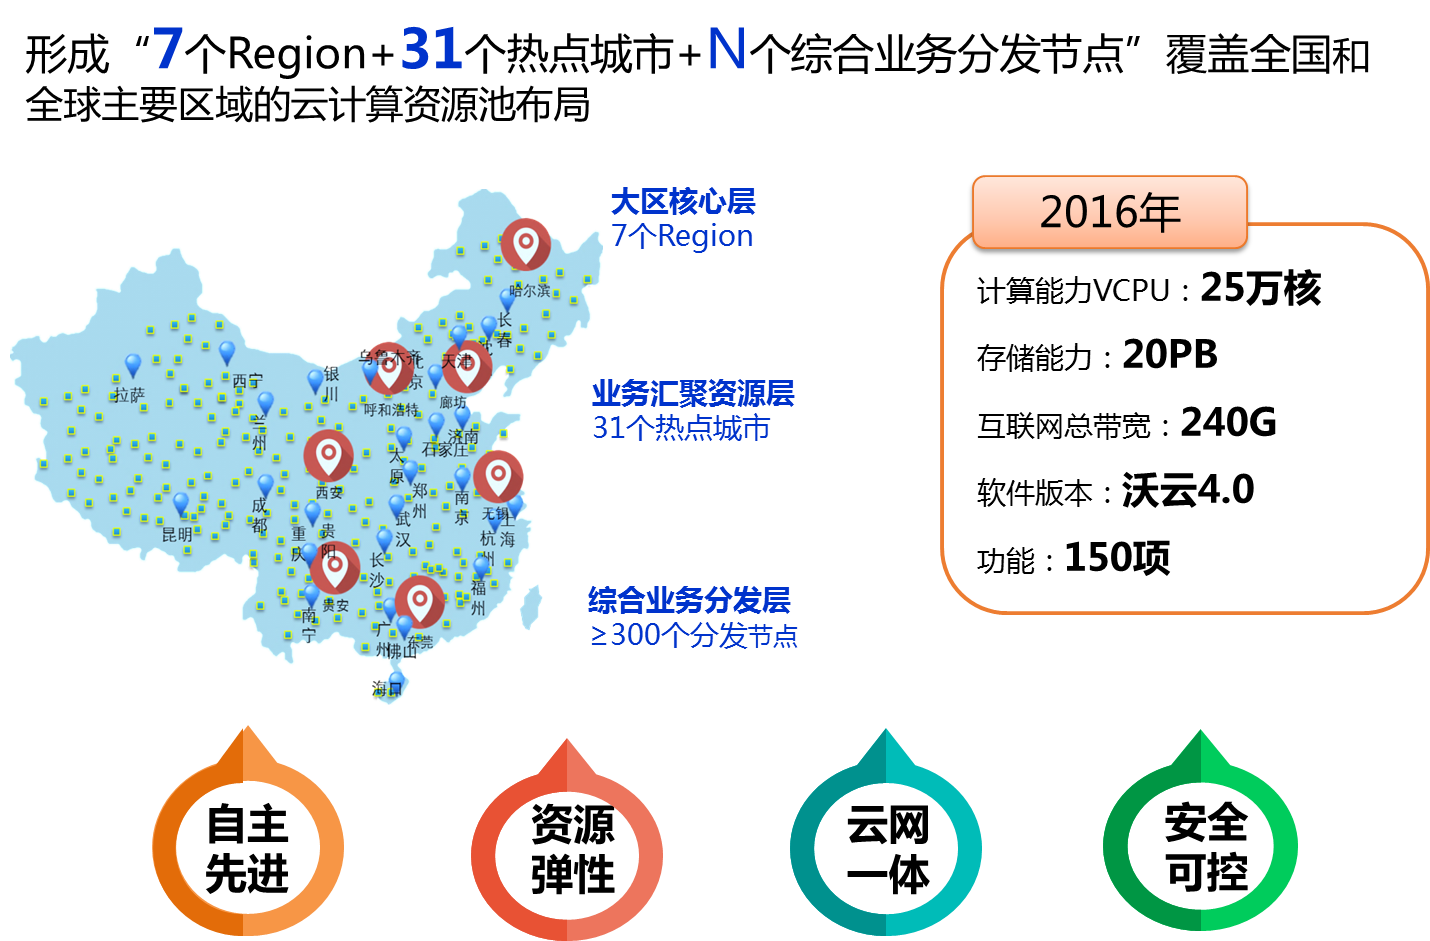 形成“7个Region+31个热点城市+N个综合业务分发节点”覆盖全国和
全球主要区域的云计算资源池布局
大区核心层
7个Region
业务汇聚资源层
31个热点城市
综合业务分发层
≥300个分发节点
2016年
计算能力VCPU：25万核
存储能力：20PB
互联网总带宽：240G
软件版本：沃云4.0
功能：150项
哈尔滨
长春
天津
乌鲁木齐
呼和浩特
廊坊
银川
西宁
拉萨
兰州
济南
石家庄
太原
西安
郑州
南京
无锡
上海
杭州
成都
昆明
重庆
贵阳
武汉
长沙
福州
贵安
南宁
广州
佛山
东莞
海口
自主
先进
资源
弹性
云网
一体
安全
可控